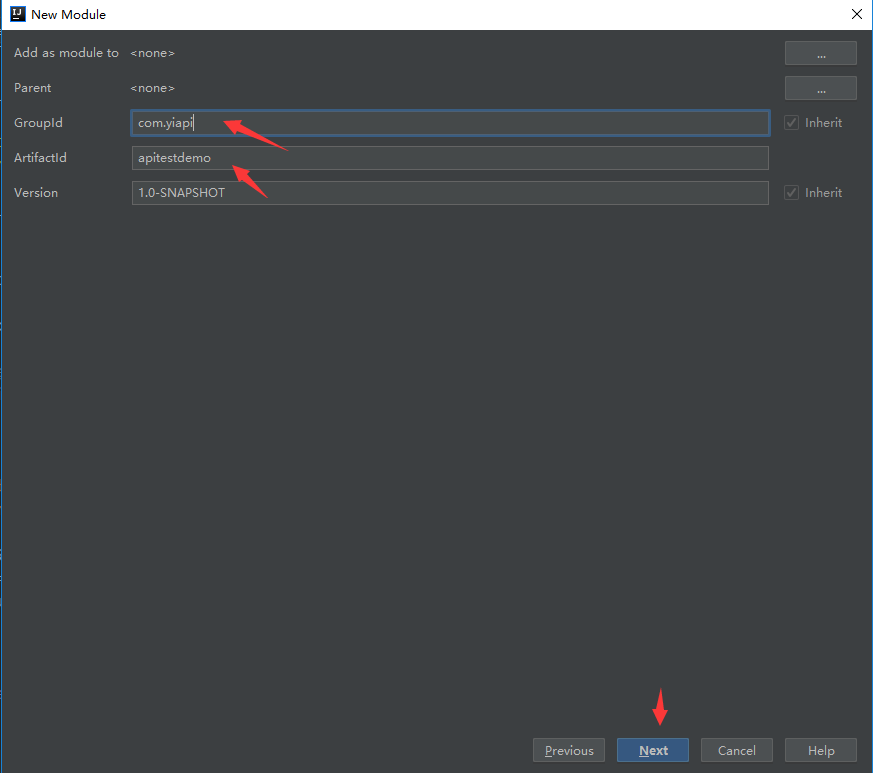 New Module
Add as module to <none> ...
Parent <none> ...
GroupId com.yiapi Inherit
ArtifactId apitestdemo
Version 1.0-SNAPSHOT Inherit
Previous Next Cancel Help